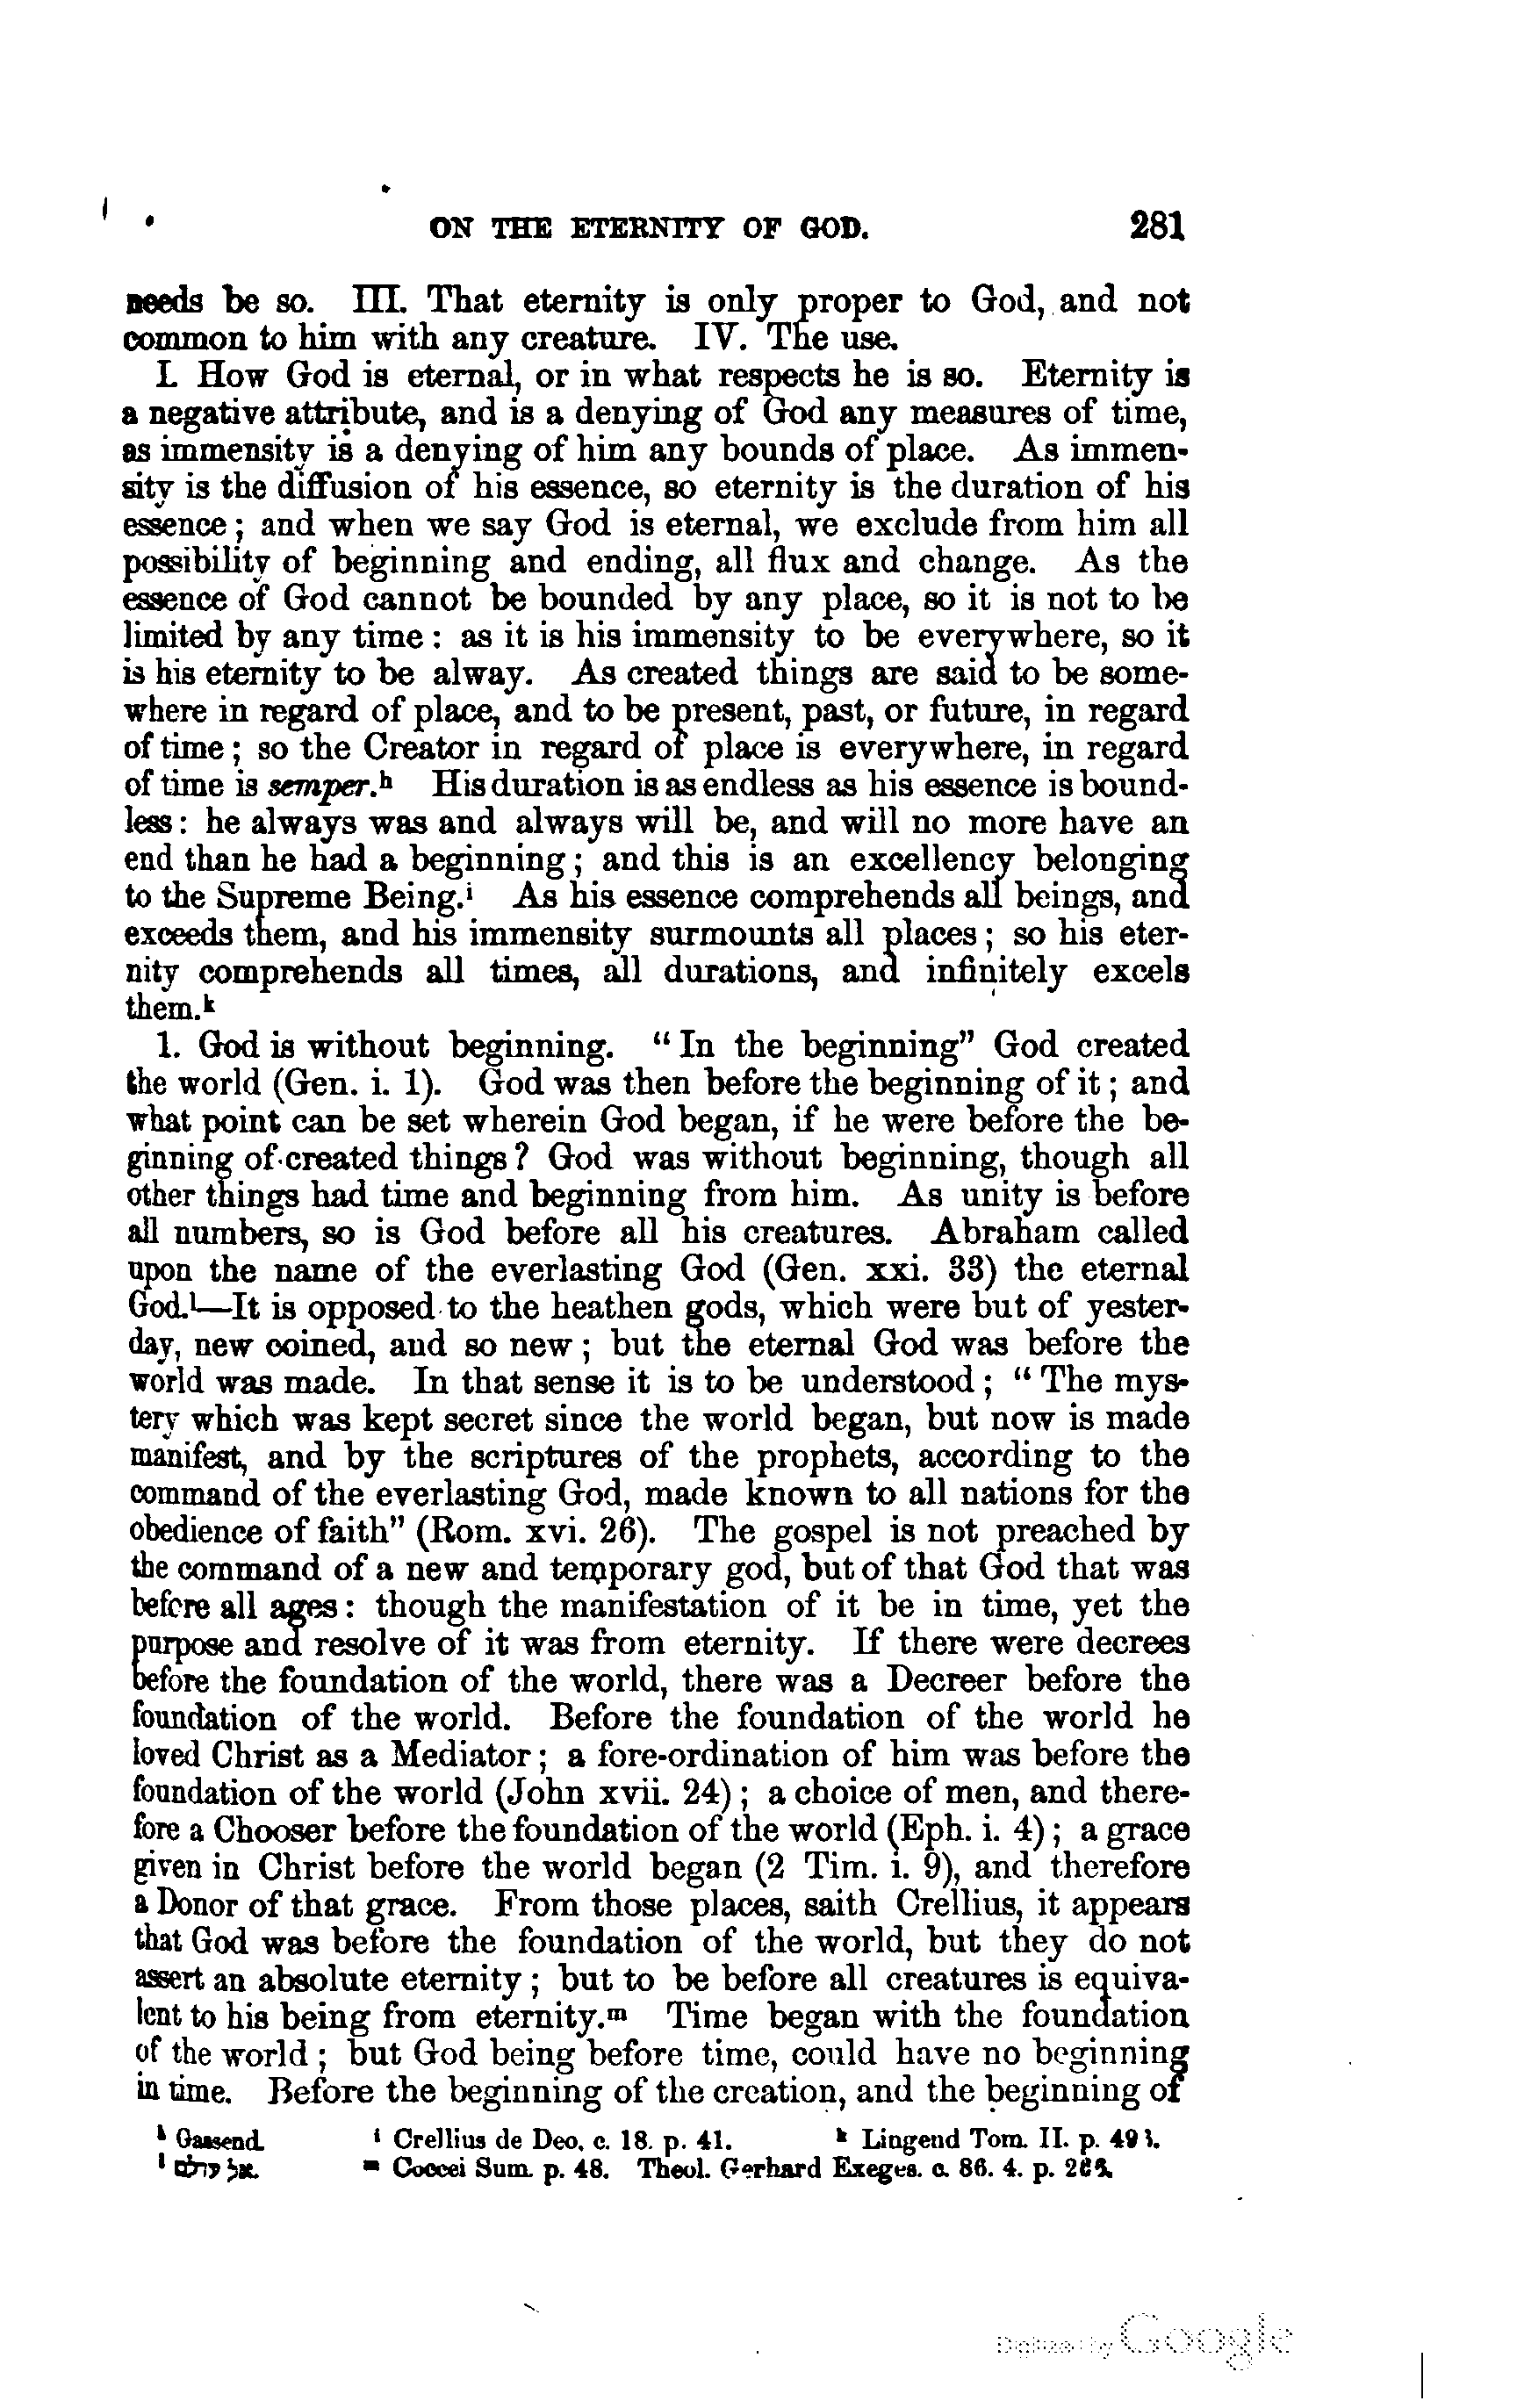 ON THE ETERNITY OF GOD. 281
needs be so. III. That eternity is only proper to God, and not
common to him with any creature. IV. The use.
I. How God is eternal, or in what respects he is so. Eternity is
a negative attribute, and is a denying of God any measures of time,
as immensity is a denying of him any bounds of place. As immen-
sity is the diffusion of his essence, so eternity is the duration of his
essence; and when we say God is eternal, we exclude from him all
possibility of beginning and ending, all flux and change. As the
essence of God cannot be bounded by any place, so it is not to be
limited by any time: as it is his immensity to be everywhere, so it
is his eternity to be alway. As created things are said to be some-
where in regard of place, and to be present, past, or future, in regard
of time; so the Creator in regard of place is everywhere, in regard
of time is semper.h His duration is as endless as his essence is bound-
less: he always was and always will be, and will no more have an
end than he had a beginning; and this is an excellency belonging
to the Supreme Being.i As his essence comprehends all beings, and
exceeds them, and his immensity surmounts all places; so his eter-
nity comprehends all times, all durations, and infinitely excels
them.k
1. God is without beginning. "In the beginning" God created
the world (Gen. i. 1). God was then before the beginning of it; and
what point can be set wherein God began, if he were before the be-
ginning of created things? God was without beginning, though all
other things had time and beginning from him. As unity is before
all numbers, so is God before all his creatures. Abraham called
upon the name of the everlasting God (Gen. xxi. 33) the eternal
God.l—It is opposed to the heathen gods, which were but of yester-
day, new coined, and so new; but the eternal God was before the
world was made. In that sense it is to be understood; "The mys-
tery which was kept secret since the world began, but now is made
manifest, and by the scriptures of the prophets, according to the
command of the everlasting God, made known to all nations for the
obedience of faith" (Rom. xvi. 26). The gospel is not preached by
the command of a new and temporary god, but of that God that was
before all ages: though the manifestation of it be in time, yet the
purpose and resolve of it was from eternity. If there were decrees
before the foundation of the world, there was a Decreer before the
foundation of the world. Before the foundation of the world he
loved Christ as a Mediator; a fore-ordination of him was before the
foundation of the world (John xvii. 24); a choice of men, and there-
fore a Chooser before the foundation of the world (Eph. i. 4); a grace
given in Christ before the world began (2 Tim. i. 9), and therefore
a Donor of that grace. From those places, saith Crellius, it appears
that God was before the foundation of the world, but they do not
assert an absolute eternity; but to be before all creatures is equiva-
lent to his being from eternity.m Time began with the foundation
of the world; but God being before time, could have no beginning
in time. Before the beginning of the creation, and the beginning of
h Gassend. i Crellius de Deo, c. 18. p. 41. k Lingend Tom. II. p.
l אל עולם. m Coccei Sum. p. 48. Theol. Gerhard Exeges. c. 86. 4. p.
Digitized by Google